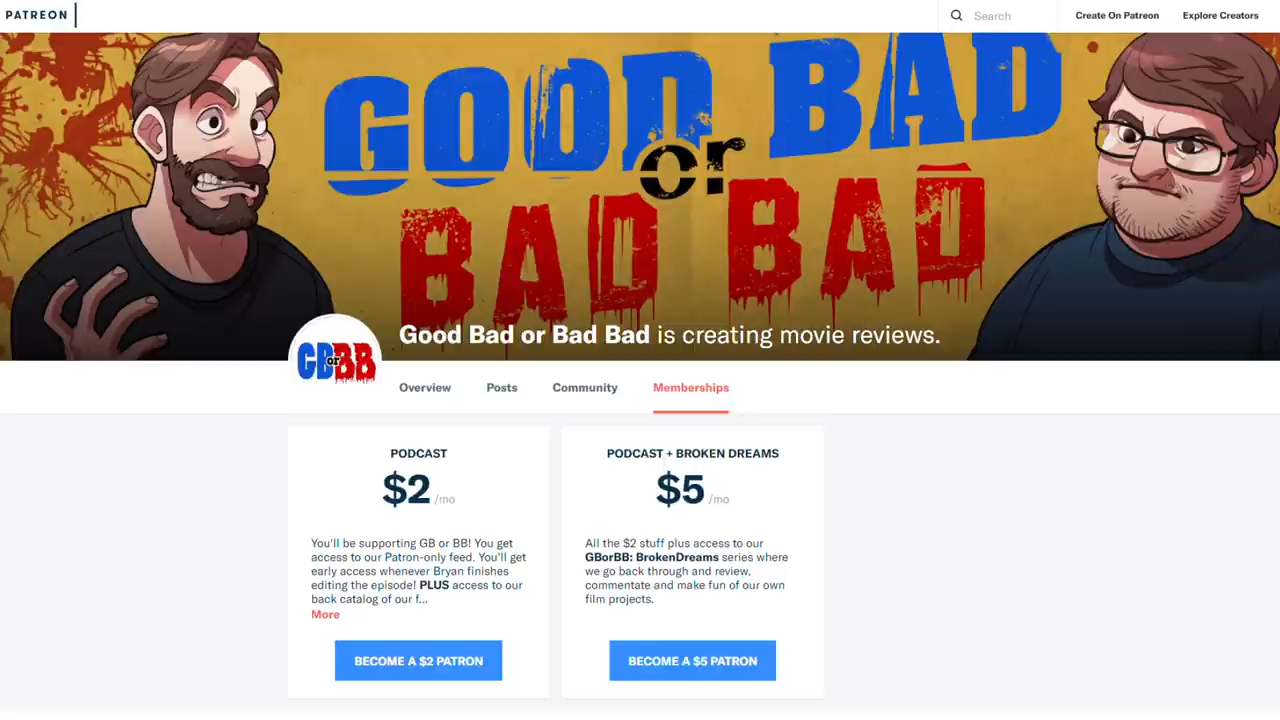 PATREON
Search
Create On Patreon
Explore Creators
GOOD BAD
or
BAD BAD
Good Bad or Bad Bad is creating movie reviews.
GB or BB
Overview
Posts
Community
Memberships
PODCAST
$2 /mo
You'll be supporting GB or BB! You get
access to our Patron-only feed. You'll get
early access whenever Bryan finishes
editing the episode! PLUS access to our
back catalog of our f...
More
BECOME A $2 PATRON
PODCAST + BROKEN DREAMS
$5 /mo
All the $2 stuff plus access to our
GBorBB: BrokenDreams series where
we go back through and review,
commentate and make fun of our own
film projects.
BECOME A $5 PATRON